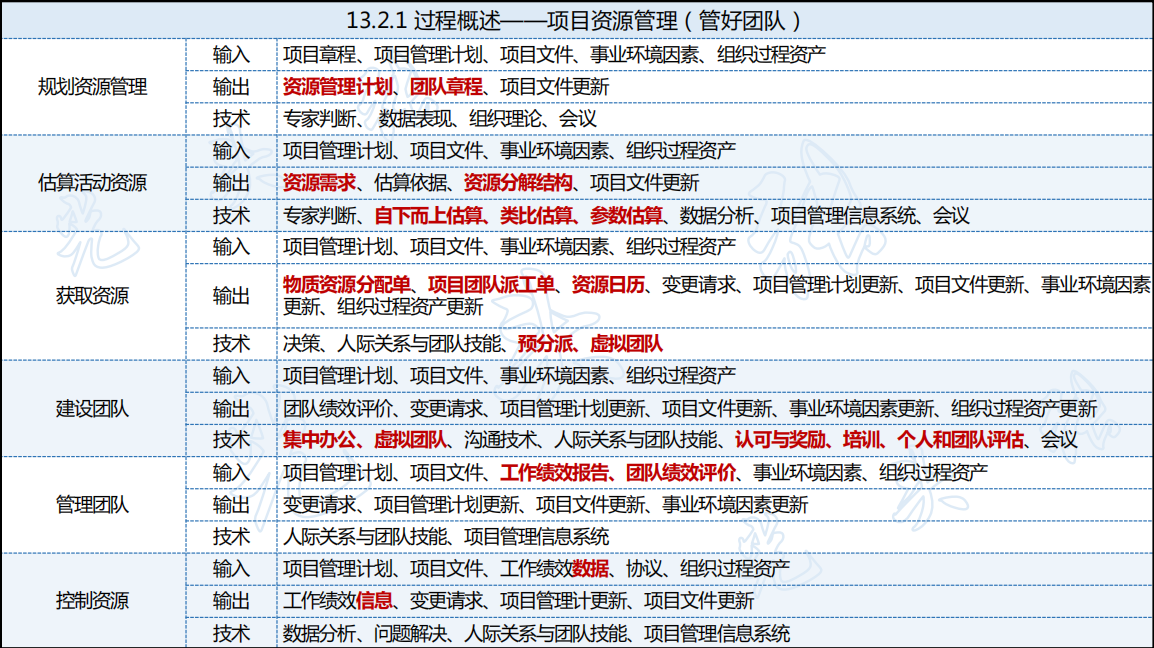 13.2.1 过程概述——项目资源管理（管好团队）
规划资源管理
输入 项目章程、项目管理计划、项目文件、事业环境因素、组织过程资产
输出 资源管理计划、团队章程、项目文件更新
技术 专家判断、数据表现、组织理论、会议
估算活动资源
输入 项目管理计划、项目文件、事业环境因素、组织过程资产
输出 资源需求、估算依据、资源分解结构、项目文件更新
技术 专家判断、自下而上估算、类比估算、参数估算、数据分析、项目管理信息系统、会议
获取资源
输入 项目管理计划、项目文件、事业环境因素、组织过程资产
输出 物质资源分配单、项目团队派工单、资源日历、变更请求、项目管理计划更新、项目文件更新、事业环境因素
更新、组织过程资产更新
技术 决策、人际关系与团队技能、预分派、虚拟团队
建设团队
输入 项目管理计划、项目文件、事业环境因素、组织过程资产
输出 团队绩效评价、变更请求、项目管理计划更新、项目文件更新、事业环境因素更新、组织过程资产更新
技术 集中办公、虚拟团队、沟通技术、人际关系与团队技能、认可与奖励、培训、个人和团队评估、会议
管理团队
输入 项目管理计划、项目文件、工作绩效报告、团队绩效评价、事业环境因素、组织过程资产
输出 变更请求、项目管理计划更新、项目文件更新、事业环境因素更新
技术 人际关系与团队技能、项目管理信息系统
控制资源
输入 项目管理计划、项目文件、工作绩效数据、协议、组织过程资产
输出 工作绩效信息、变更请求、项目管理计更新、项目文件更新
技术 数据分析、问题解决、人际关系与团队技能、项目管理信息系统